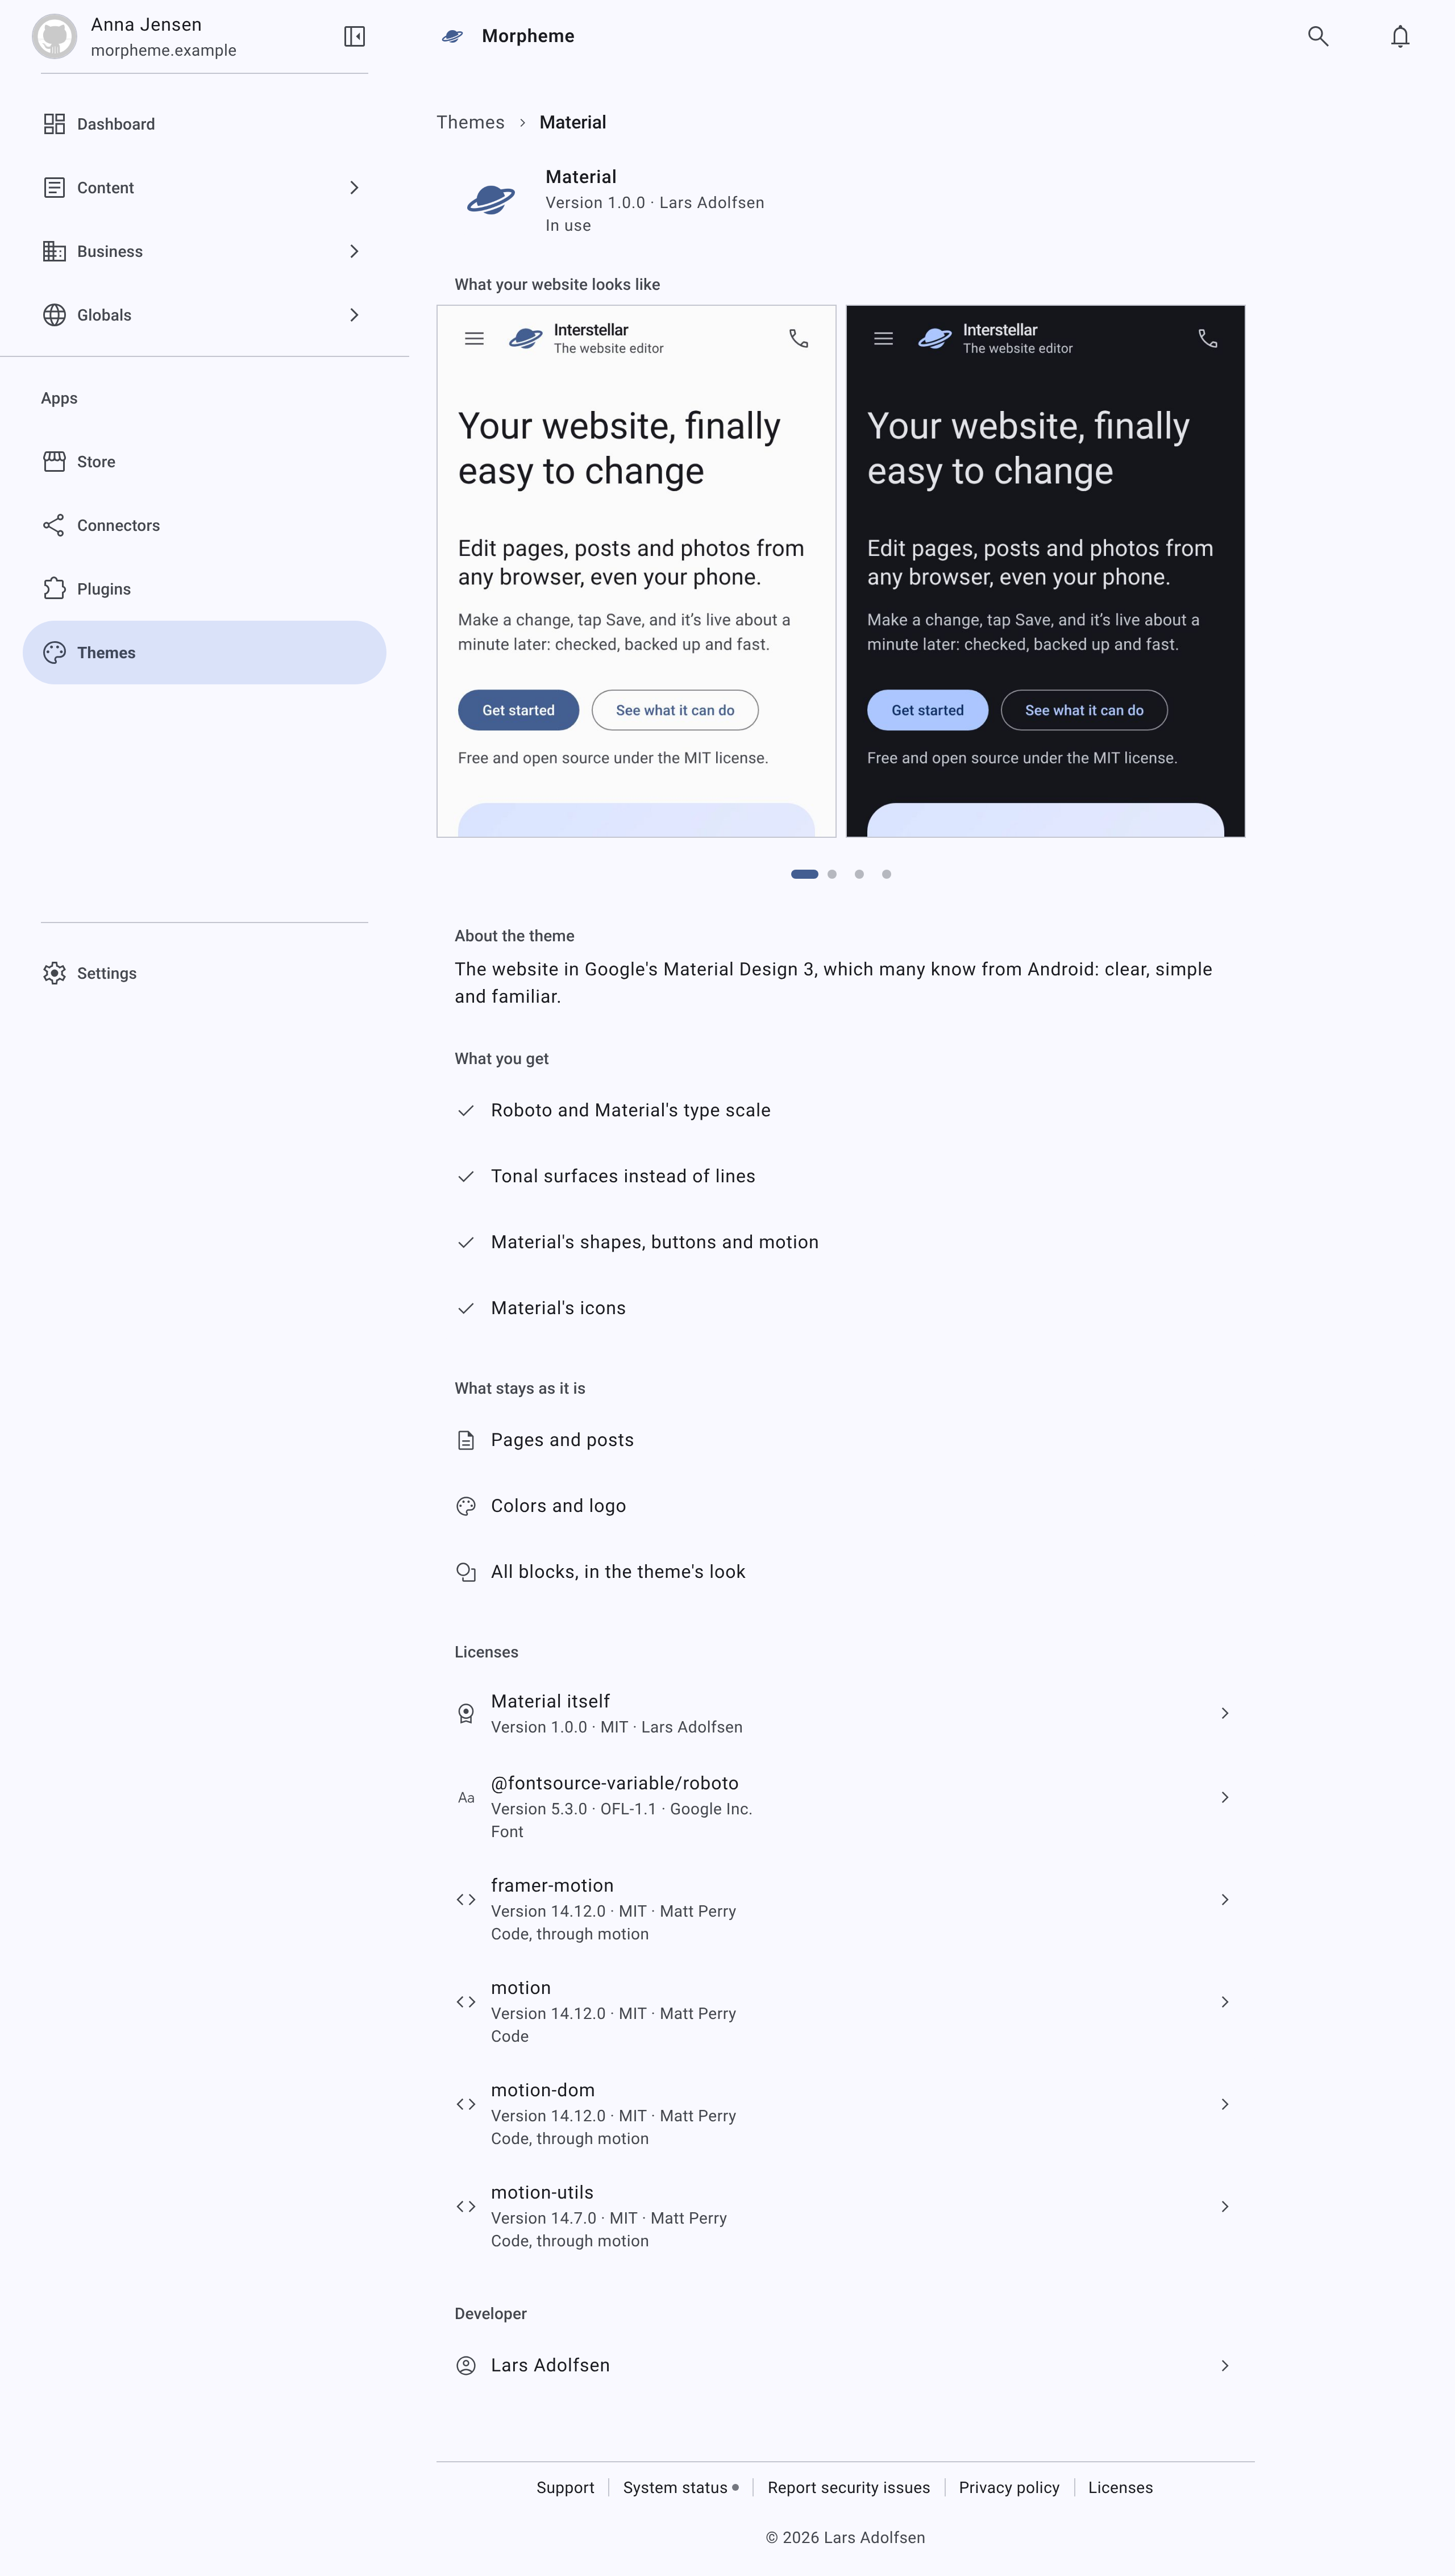 Anna Jensen
morpheme.example
Dashboard
Content
Business
Globals
Apps
Store
Connectors
Plugins
Themes
Settings
Morpheme
Themes
Material
Material
Version 1.0.0 · Lars Adolfsen
In use
What your website looks like
Interstellar
The website editor
Your website, finally
easy to change
Edit pages, posts and photos from
any browser, even your phone.
Make a change, tap Save, and it’s live about a
minute later: checked, backed up and fast.
Get started
See what it can do
Free and open source under the MIT license.
Interstellar
The website editor
Your website, finally
easy to change
Edit pages, posts and photos from
any browser, even your phone.
Make a change, tap Save, and it’s live about a
minute later: checked, backed up and fast.
Get started
See what it can do
Free and open source under the MIT license.
About the theme
The website in Google's Material Design 3, which many know from Android: clear, simple
and familiar.
What you get
Roboto and Material's type scale
Tonal surfaces instead of lines
Material's shapes, buttons and motion
Material's icons
What stays as it is
Pages and posts
Colors and logo
All blocks, in the theme's look
Licenses
Material itself
Version 1.0.0 · MIT · Lars Adolfsen
Aa
@fontsource-variable/roboto
Version 5.3.0 · OFL-1.1 · Google Inc.
Font
framer-motion
Version 14.12.0 · MIT · Matt Perry
Code, through motion
motion
Version 14.12.0 · MIT · Matt Perry
Code
motion-dom
Version 14.12.0 · MIT · Matt Perry
Code, through motion
motion-utils
Version 14.7.0 · MIT · Matt Perry
Code, through motion
Developer
Lars Adolfsen
Support
System status
Report security issues
Privacy policy
Licenses
© 2026 Lars Adolfsen